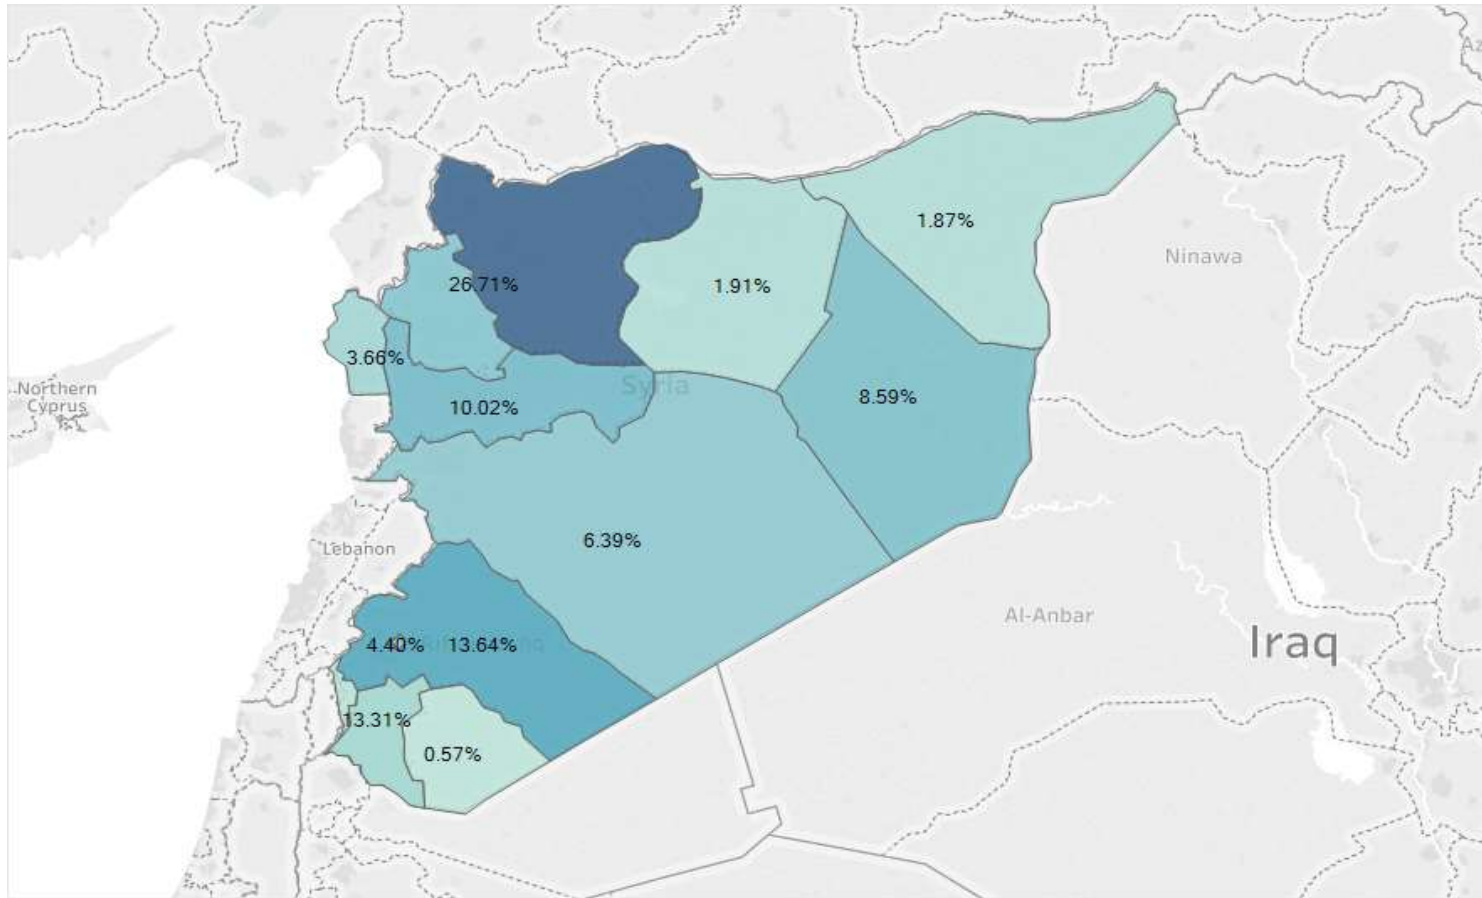 Az
1.87%
Ninawa
26.71%
1.91%
3.66%
Syria
Northern
Cyprus
8.59%
10.02%
6.39%
Lebanon
Al-Anbar
4.40%
13.64%
Iraq
13.31%
0.57%